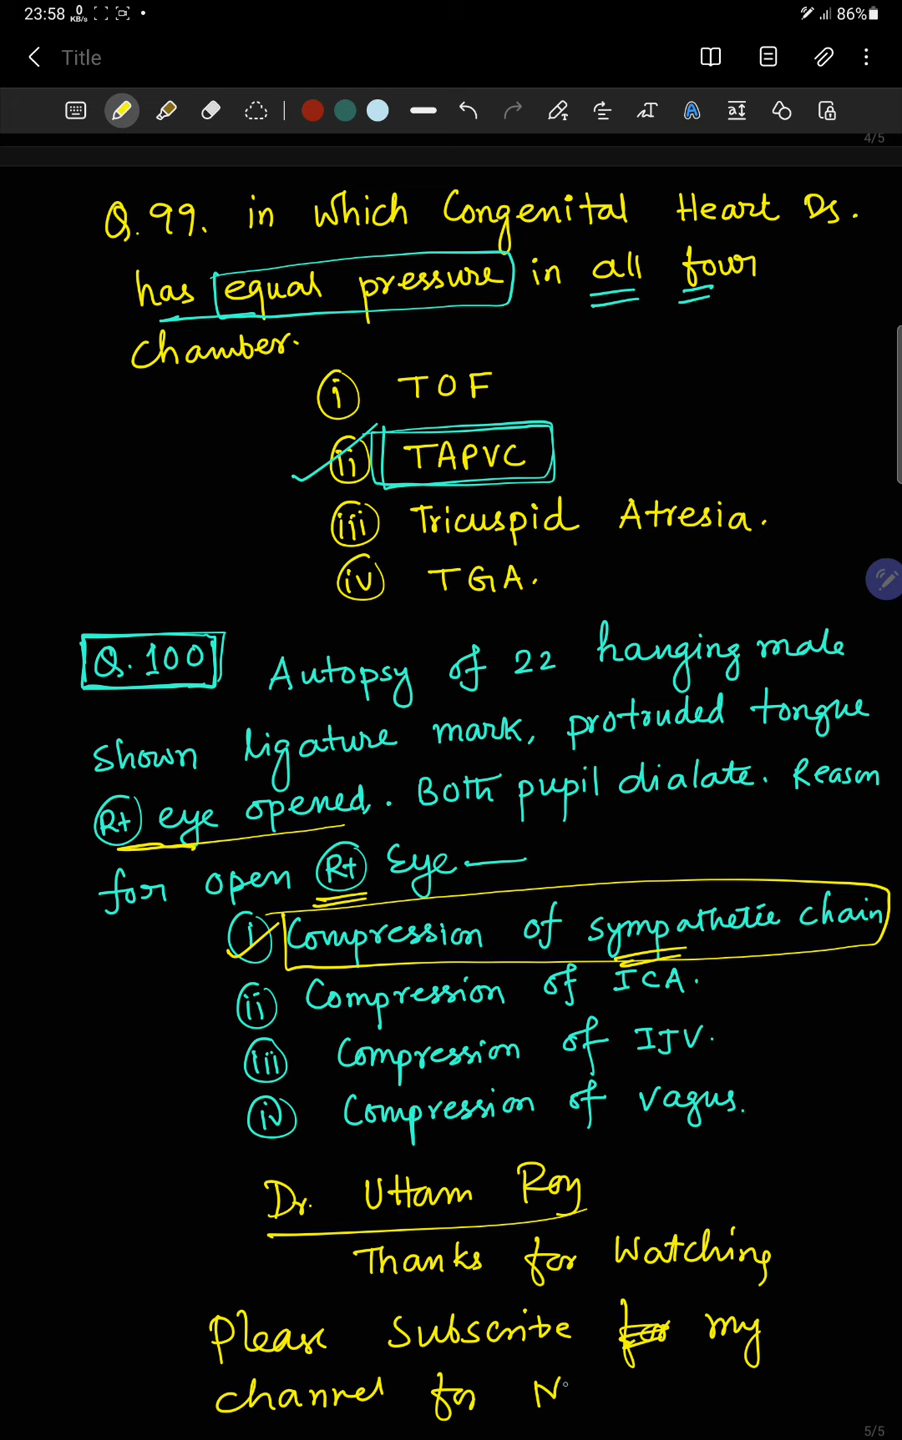 23:58 0 KB/s 86%
Title
4/5
Q.99. in which Congenital Heart Ds.
has equal pressure in all four
chamber.
i TOF
ii TAPVC
iii Tricuspid Atresia.
iv TGA.
Q.100 Autopsy of 22 hanging male
shown ligature mark, protruded tongue
Rt eye opened. Both pupil dialate. Reason
for open Rt Eye —
i Compression of sympathetic chain
ii Compression of ICA.
iii Compression of IJV.
iv Compression of vagus.
Dr. Uttam Roy
Thanks for Watching
Please Subscribe for my
channel for N
5/5